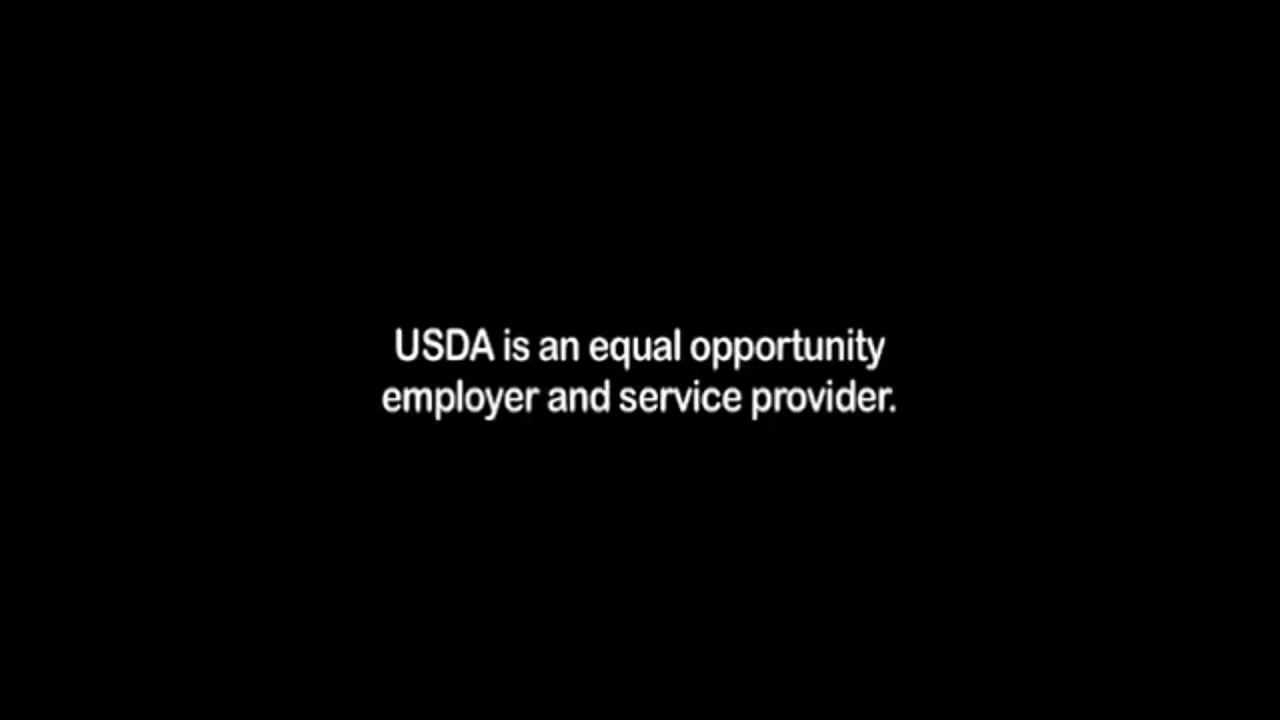 USDA is an equal opportunity
employer and service provider.